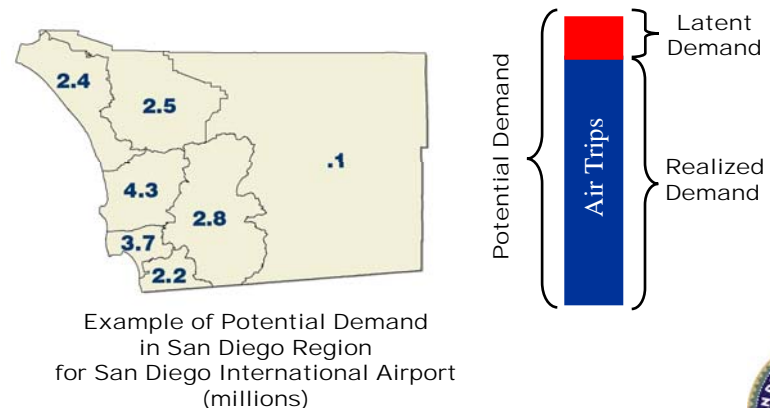 2.4
2.5
.1
4.3
2.8
3.7
2.2
Example of Potential Demand
in San Diego Region
for San Diego International Airport
(millions)
Potential Demand
Air Trips
Latent
Demand
Realized
Demand